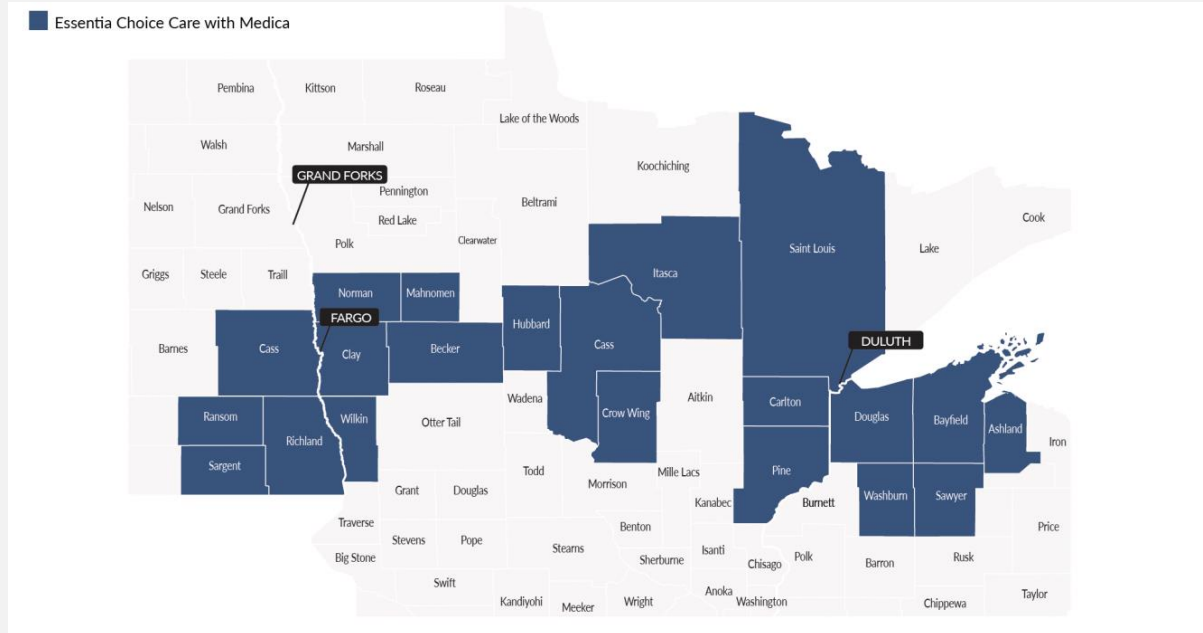 Essentia Choice Care with Medica
Pembina
Kittson
Roseau
Lake of the Woods
Walsh
Marshall
Koochiching
GRAND FORKS
Pennington
Nelson
Grand Forks
Red Lake
Beltrami
Cook
Polk
Clearwater
Saint Louis
Lake
Griggs
Steele
Traill
Itasca
Norman
Mahnomen
FARGO
Hubbard
Barnes
Cass
Clay
Becker
Cass
DULUTH
Wadena
Aitkin
Carlton
Ransom
Wilkin
Otter Tail
Crow Wing
Douglas
Bayfield
Ashland
Richland
Iron
Sargent
Todd
Mille Lacs
Pine
Morrison
Grant
Douglas
Kanabec
Burnett
Washburn
Sawyer
Traverse
Benton
Price
Stevens
Pope
Stearns
Isanti
Big Stone
Sherburne
Chisago
Polk
Barron
Rusk
Swift
Anoka
Kandiyohi
Meeker
Wright
Washington
Chippewa
Taylor